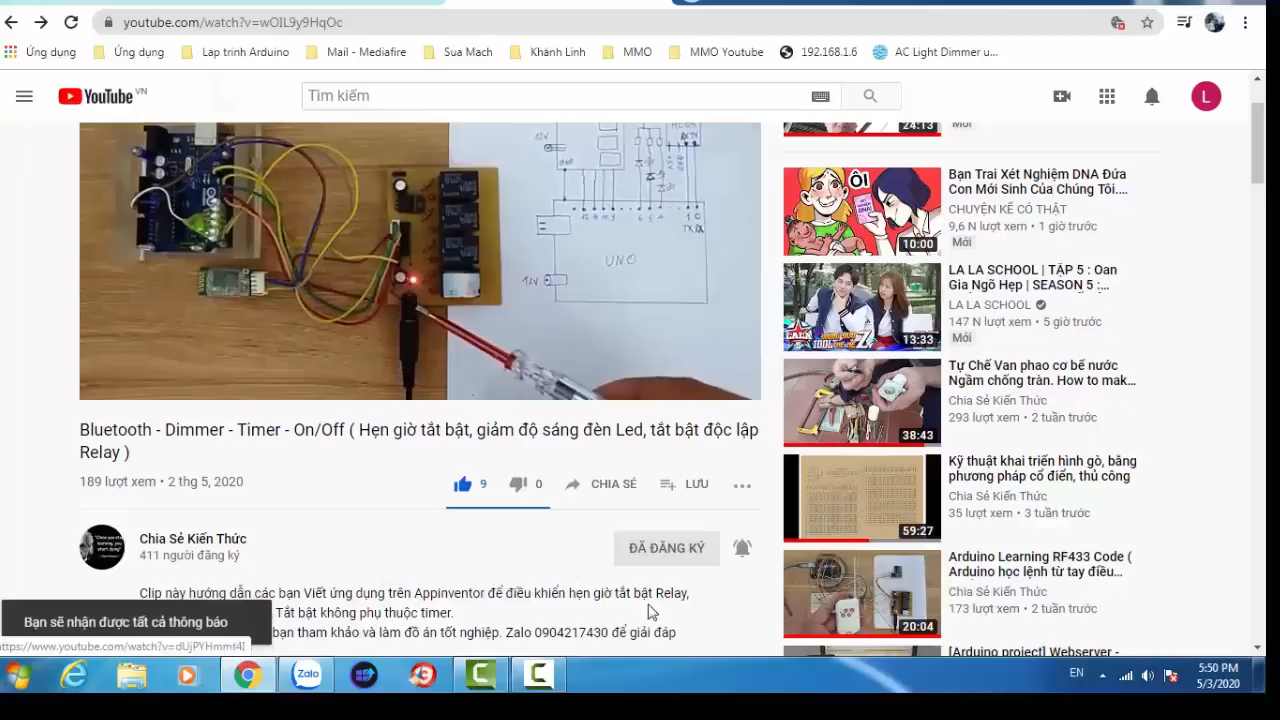 youtube.com/watch?v=wOIL9y9HqOc
Ứng dụng
Ứng dụng
Lap trinh Arduino
Mail - Mediafire
Sua Mach
Khánh Linh
MMO
MMO Youtube
192.168.1.6
AC Light Dimmer u...
YouTube VN
Tìm kiếm
L
24:13
Mới
12V
GND
UNO
12V
TX RX
Bluetooth - Dimmer - Timer - On/Off ( Hẹn giờ tắt bật, giảm độ sáng đèn Led, tắt bật độc lập
Relay )
189 lượt xem • 2 thg 5, 2020
9
0
CHIA SẺ
LƯU
Chia Sẻ Kiến Thức
411 người đăng ký
ĐÃ ĐĂNG KÝ
Clip này hướng dẫn các bạn Viết ứng dụng trên Appinventor để điều khiển hẹn giờ tắt bật Relay,
Tắt bật không phụ thuộc timer.
bạn tham khảo và làm đồ án tốt nghiệp. Zalo 0904217430 để giải đáp
Bạn sẽ nhận được tất cả thông báo
https://www.youtube.com/watch?v=dUjPYHmmt4I
ÔI
10:00
Bạn Trai Xét Nghiệm DNA Đứa
Con Mới Sinh Của Chúng Tôi....
CHUYỆN KỂ CÓ THẬT
9,6 N lượt xem • 1 giờ trước
Mới
13:33
LA LA SCHOOL | TẬP 5 : Oan
Gia Ngõ Hẹp | SEASON 5 :...
LA LA SCHOOL
147 N lượt xem • 5 giờ trước
Mới
38:43
Tự Chế Van phao cơ bể nước
Ngầm chống tràn. How to mak...
Chia Sẻ Kiến Thức
293 lượt xem • 2 tuần trước
59:27
Kỹ thuật khai triển hình gò, bằng
phương pháp cổ điển, thủ công
Chia Sẻ Kiến Thức
35 lượt xem • 3 tuần trước
20:04
Arduino Learning RF433 Code (
Arduino học lệnh từ tay điều...
Chia Sẻ Kiến Thức
173 lượt xem • 2 tuần trước
[Arduino project] Webserver -
Zalo
EN
5:50 PM
5/3/2020